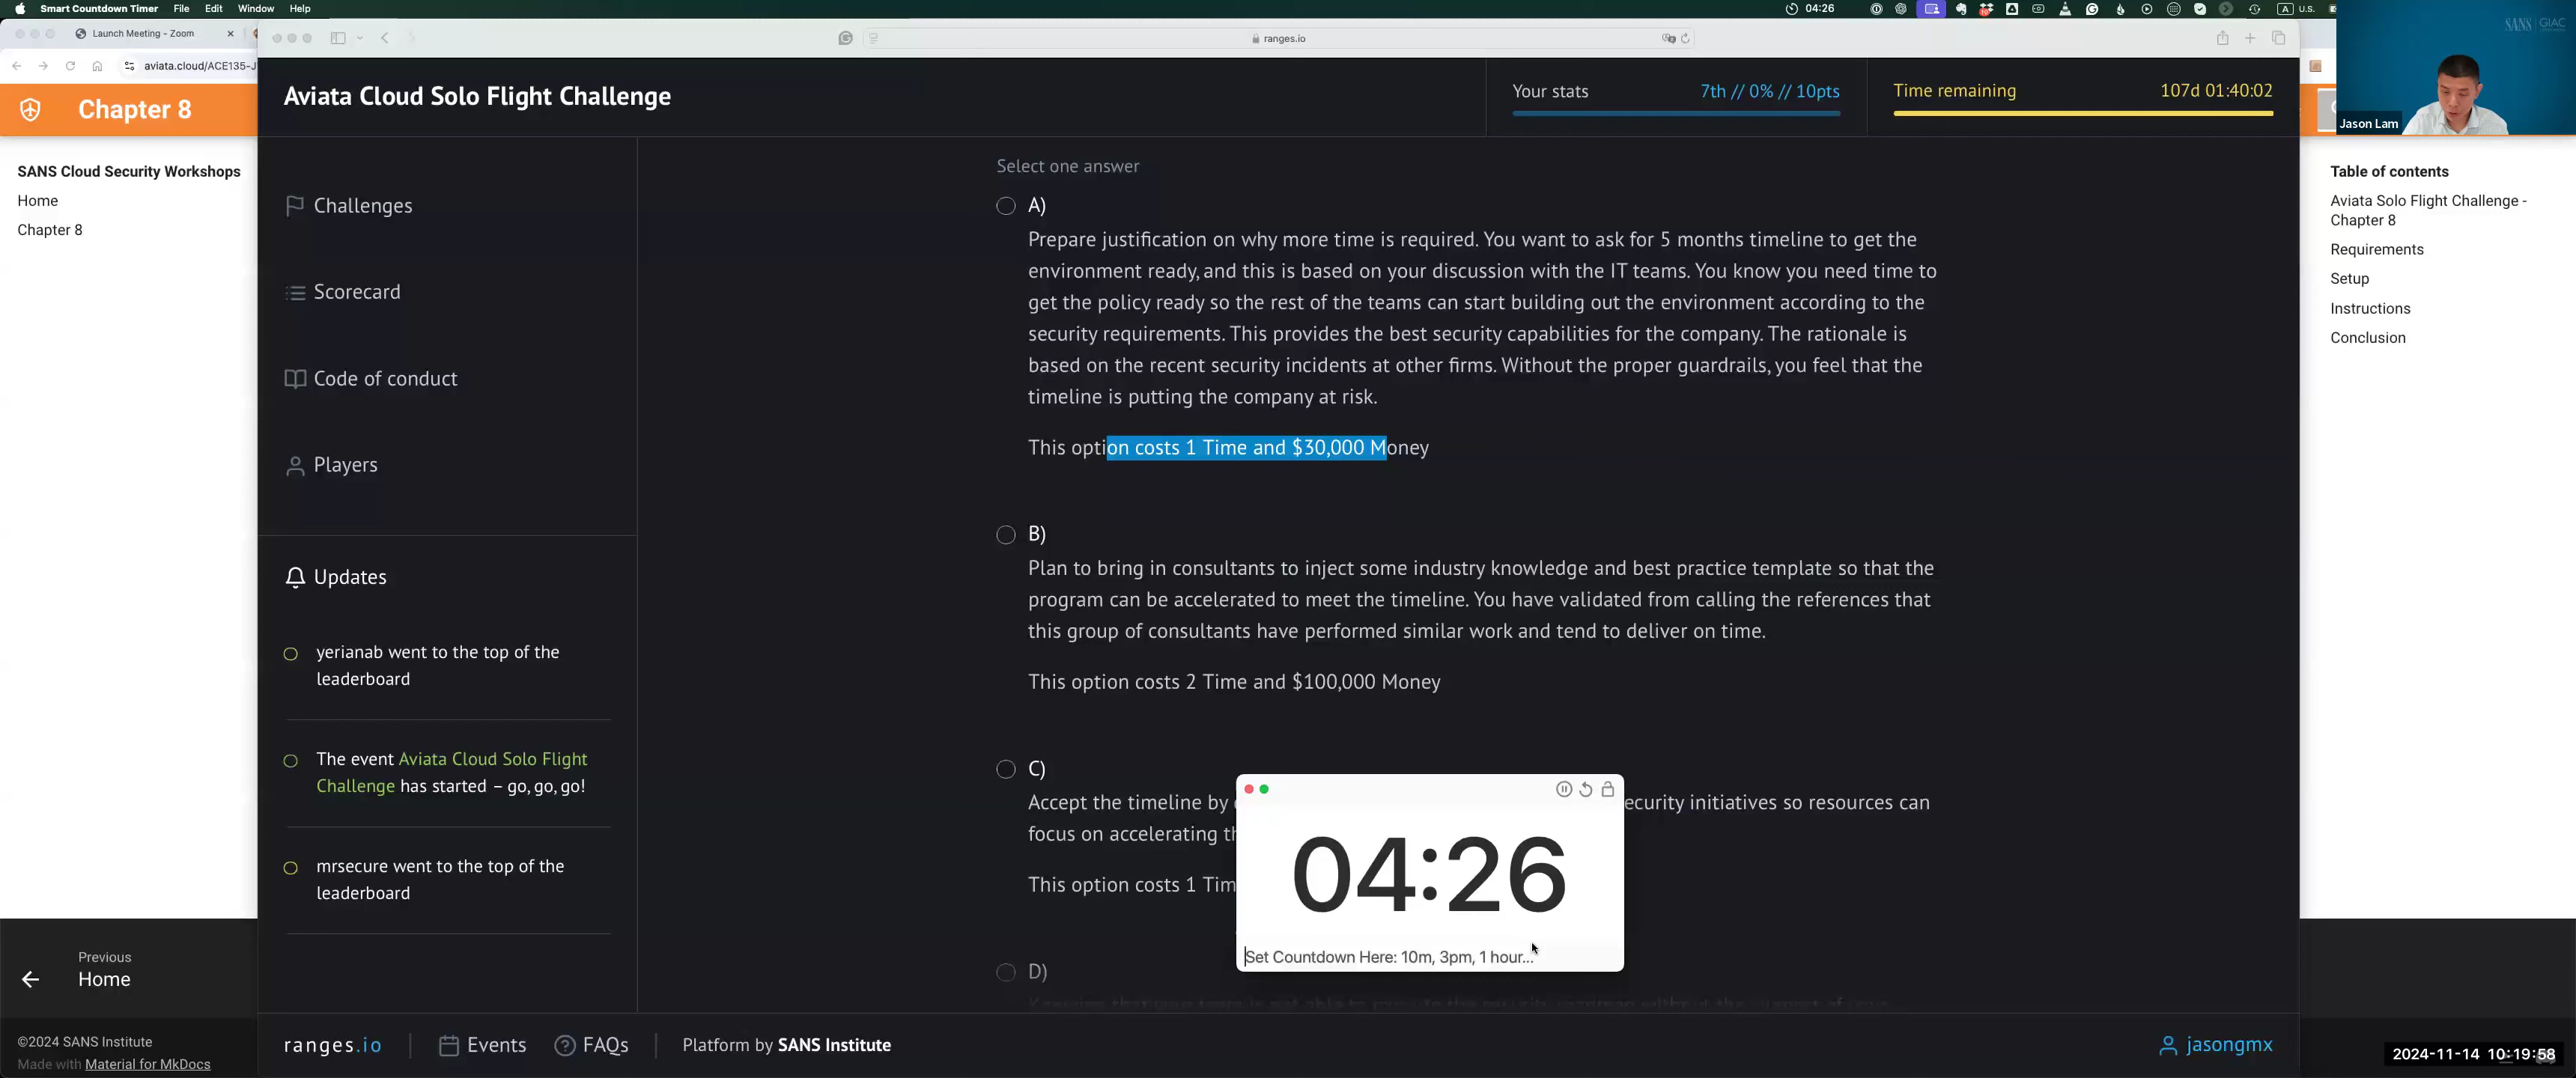 Smart Countdown Timer File Edit Window Help
04:26
U.S.
Launch Meeting - Zoom
ranges.io
aviata.cloud/ACE135-J
SANS | GIAC
Jason Lam
Chapter 8
Aviata Cloud Solo Flight Challenge
Your stats 7th // 0% // 10pts
Time remaining 107d 01:40:02
SANS Cloud Security Workshops
Home
Chapter 8
Challenges
Scorecard
Code of conduct
Players
Updates
yerianab went to the top of the
leaderboard
The event Aviata Cloud Solo Flight
Challenge has started – go, go, go!
mrsecure went to the top of the
leaderboard
Select one answer
A)
Prepare justification on why more time is required. You want to ask for 5 months timeline to get the
environment ready, and this is based on your discussion with the IT teams. You know you need time to
get the policy ready so the rest of the teams can start building out the environment according to the
security requirements. This provides the best security capabilities for the company. The rationale is
based on the recent security incidents at other firms. Without the proper guardrails, you feel that the
timeline is putting the company at risk.
This option costs 1 Time and $30,000 Money
B)
Plan to bring in consultants to inject some industry knowledge and best practice template so that the
program can be accelerated to meet the timeline. You have validated from calling the references that
this group of consultants have performed similar work and tend to deliver on time.
This option costs 2 Time and $100,000 Money
C)
Accept the timeline by ecurity initiatives so resources can
focus on accelerating th
This option costs 1 Tim
04:26
Set Countdown Here: 10m, 3pm, 1 hour...
D)
Table of contents
Aviata Solo Flight Challenge -
Chapter 8
Requirements
Setup
Instructions
Conclusion
Previous
Home
©2024 SANS Institute
Made with Material for MkDocs
ranges.io
Events
FAQs
Platform by SANS Institute
jasongmx
2024-11-14 10:19:58